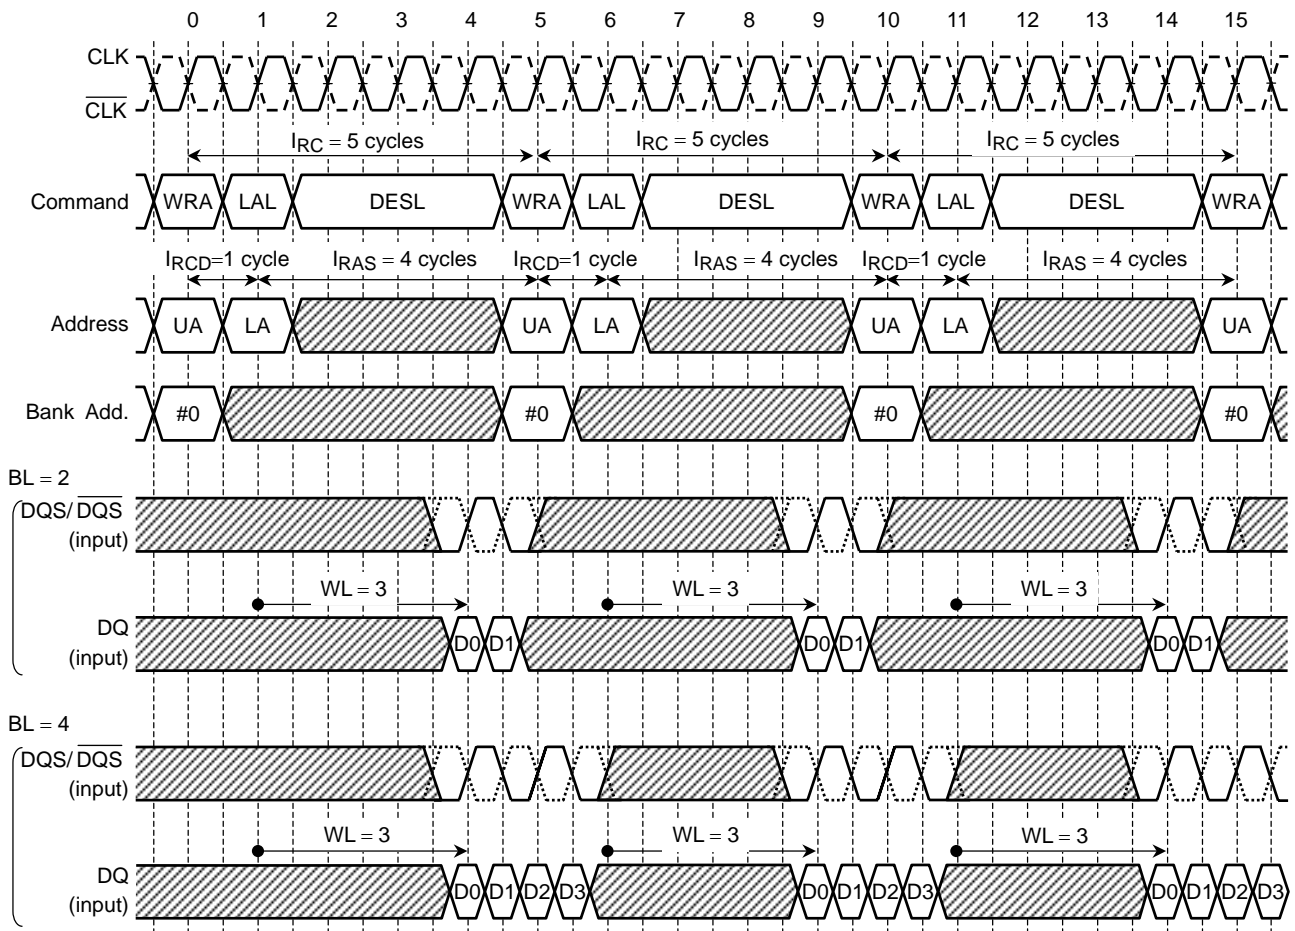 0 1 2 3 4 5 6 7 8 9 10 11 12 13 14 15
CLK
CLK
IRC = 5 cycles IRC = 5 cycles IRC = 5 cycles
Command WRA LAL DESL WRA LAL DESL WRA LAL DESL WRA
IRCD=1 cycle IRAS = 4 cycles IRCD=1 cycle IRAS = 4 cycles IRCD=1 cycle IRAS = 4 cycles
Address UA LA UA LA UA LA UA
Bank Add. #0 #0 #0 #0
BL = 2
DQS/ DQS
(input)
WL = 3 WL = 3 WL = 3
DQ
(input)
D0 D1 D0 D1 D0 D1
BL = 4
DQS/ DQS
(input)
WL = 3 WL = 3 WL = 3
DQ
(input)
D0 D1 D2 D3 D0 D1 D2 D3 D0 D1 D2 D3